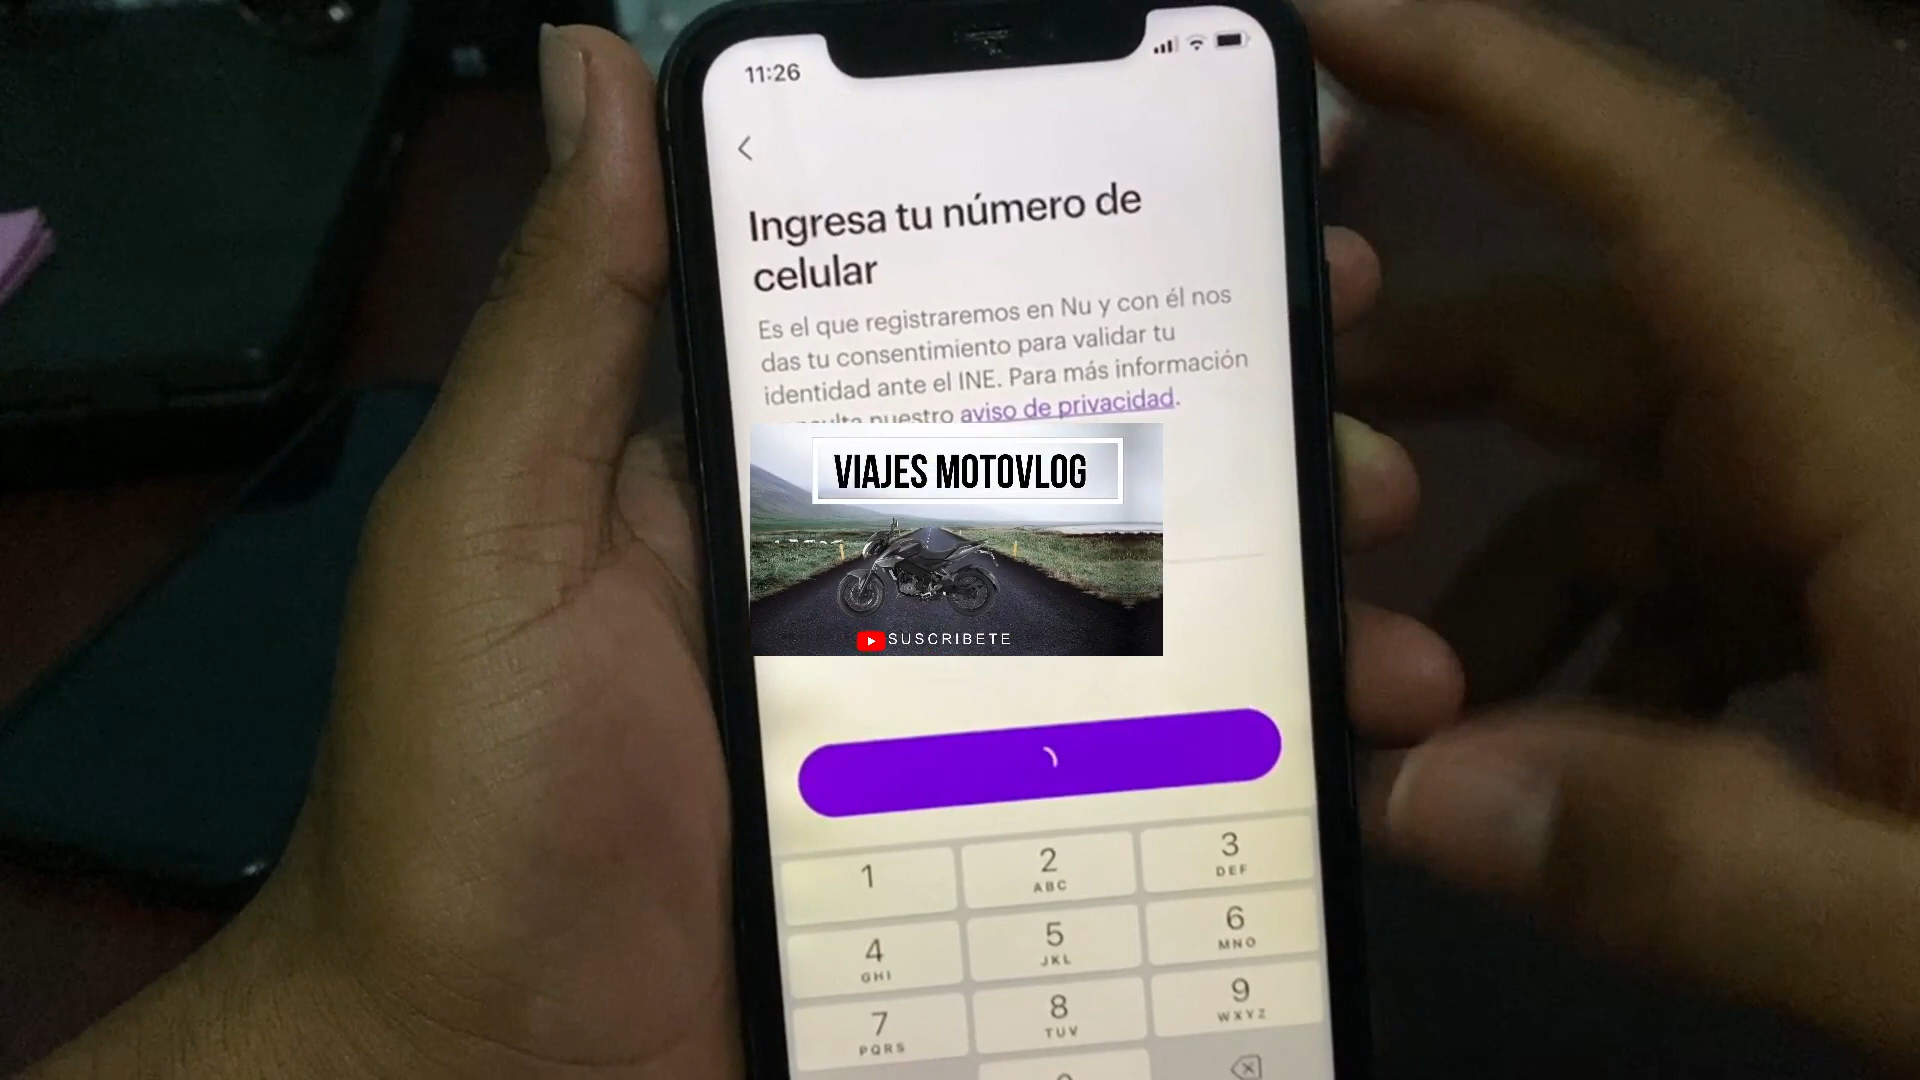 11:26
Ingresa tu número de
celular
Es el que registraremos en Nu y con él nos
das tu consentimiento para validar tu
identidad ante el INE. Para más información
nuestro aviso de privacidad.
VIAJES MOTOVLOG
SUSCRIBETE
1
2
ABC
3
DEF
4
GHI
5
JKL
6
MNO
7
PQRS
8
TUV
9
WXYZ